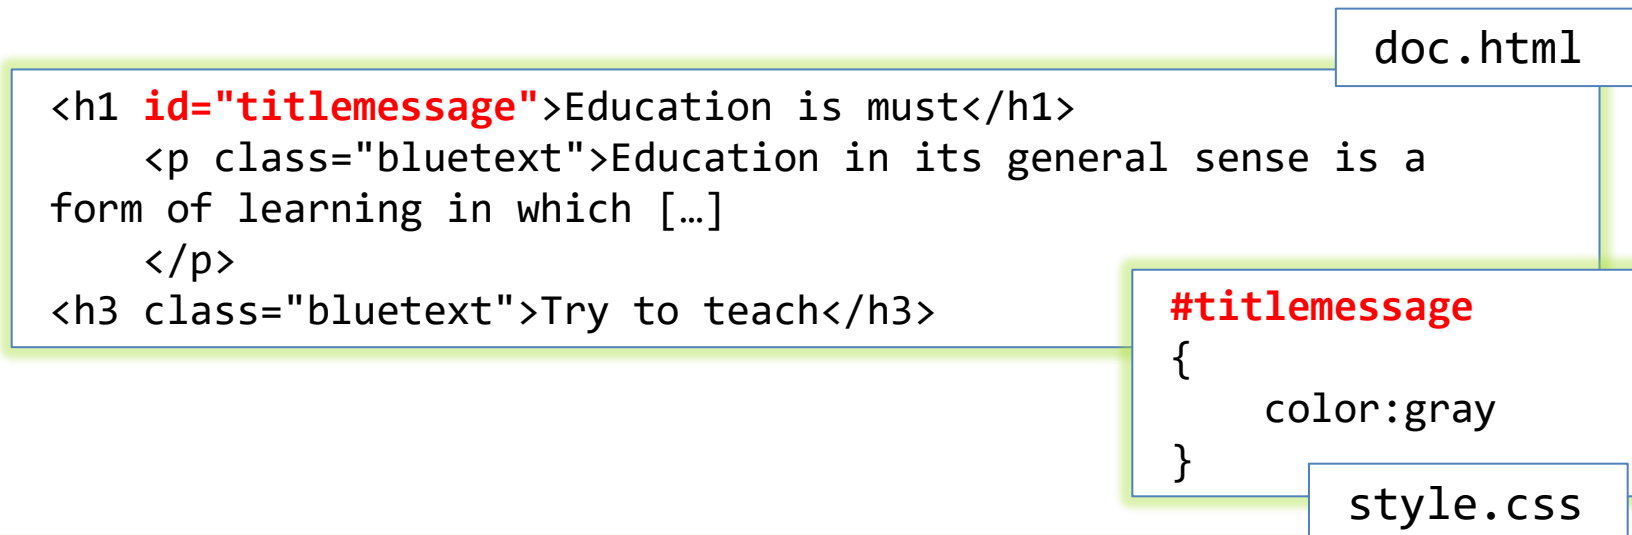 doc.html
<h1 id="titlemessage">Education is must</h1>
<p class="bluetext">Education in its general sense is a
form of learning in which […]
</p>
<h3 class="bluetext">Try to teach</h3>
#titlemessage
{
color:gray
}
style.css